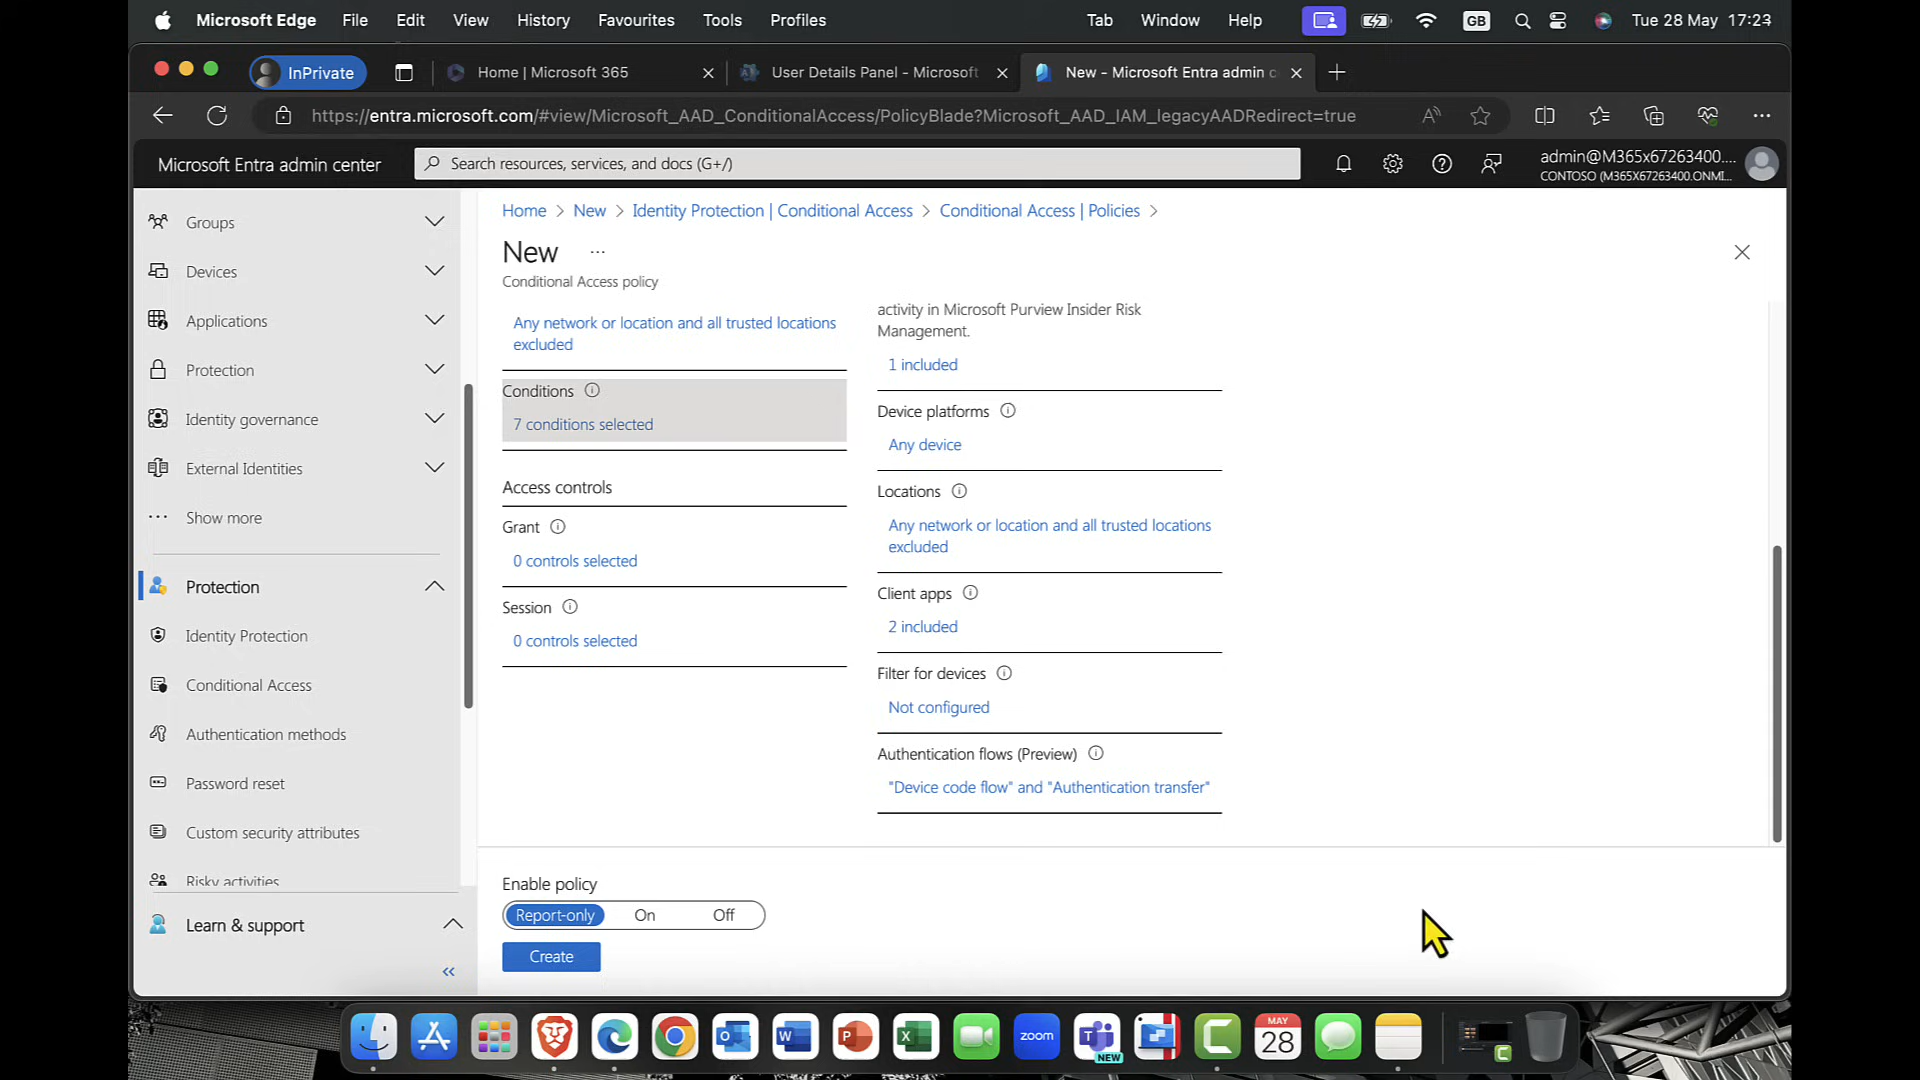 Microsoft Edge File Edit View History Favourites Tools Profiles Tab Window Help GB Tue 28 May 17:23
InPrivate Home | Microsoft 365 User Details Panel - Microsoft New - Microsoft Entra admin c
https://entra.microsoft.com/#view/Microsoft_AAD_ConditionalAccess/PolicyBlade?Microsoft_AAD_IAM_legacyAADRedirect=true
Microsoft Entra admin center
Search resources, services, and docs (G+/)
admin@M365x67263400....
CONTOSO (M365X67263400.ONMI...
Groups
Devices
Applications
Protection
Identity governance
External Identities
Show more
Protection
Identity Protection
Conditional Access
Authentication methods
Password reset
Custom security attributes
Risky activities
Learn & support
Home > New > Identity Protection | Conditional Access > Conditional Access | Policies >
New ...
Conditional Access policy
Any network or location and all trusted locations
excluded
Conditions
7 conditions selected
Access controls
Grant
0 controls selected
Session
0 controls selected
activity in Microsoft Purview Insider Risk
Management.
1 included
Device platforms
Any device
Locations
Any network or location and all trusted locations
excluded
Client apps
2 included
Filter for devices
Not configured
Authentication flows (Preview)
"Device code flow" and "Authentication transfer"
Enable policy
Report-only On Off
Create
zoom
NEW
MAY
28